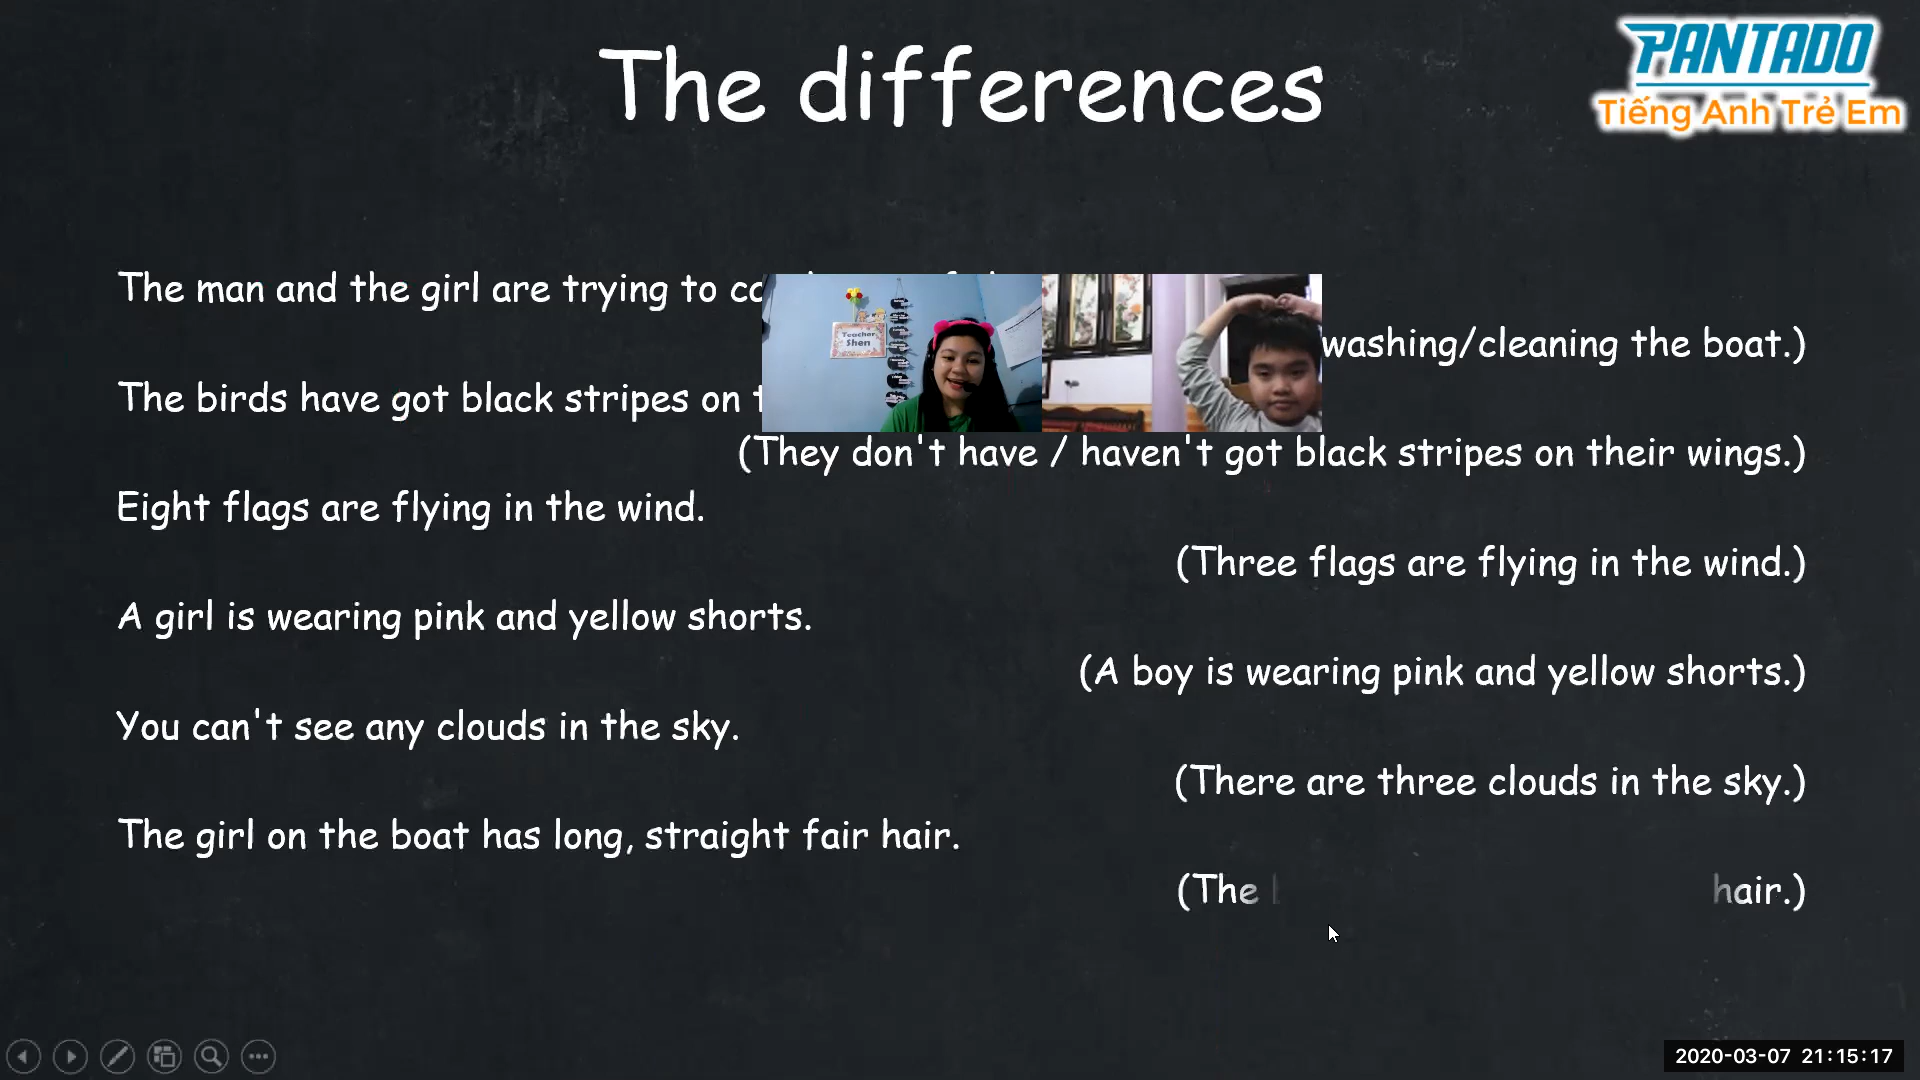 The differences
PANTADO
Tiếng Anh Trẻ Em
The man and the girl are trying to
Teacher
Shen
washing/cleaning the boat.)
The birds have got black stripes on
(They don't have / haven't got black stripes on their wings.)
Eight flags are flying in the wind.
(Three flags are flying in the wind.)
A girl is wearing pink and yellow shorts.
(A boy is wearing pink and yellow shorts.)
You can't see any clouds in the sky.
(There are three clouds in the sky.)
The girl on the boat has long, straight fair hair.
(The hair.)
2020-03-07 21:15:17